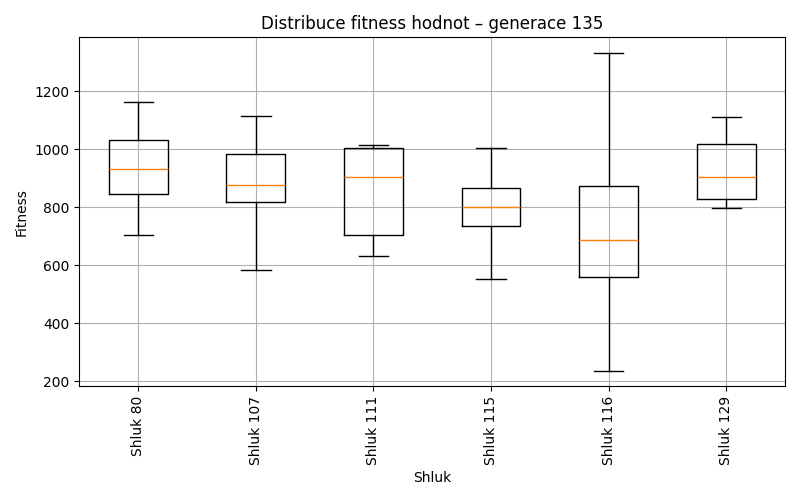 Distribuce fitness hodnot – generace 135
Fitness
1200
1000
800
600
400
200
Shluk 80
Shluk 107
Shluk 111
Shluk 115
Shluk 116
Shluk 129
Shluk